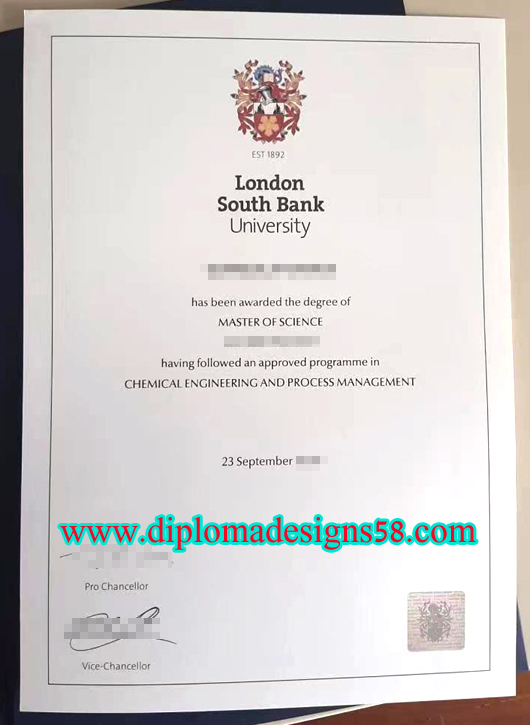 EST 1892
London
South Bank
University
has been awarded the degree of
MASTER OF SCIENCE
having followed an approved programme in
CHEMICAL ENGINEERING AND PROCESS MANAGEMENT
23 September
www.diplomadesigns58.com
Pro Chancellor
Vice-Chancellor